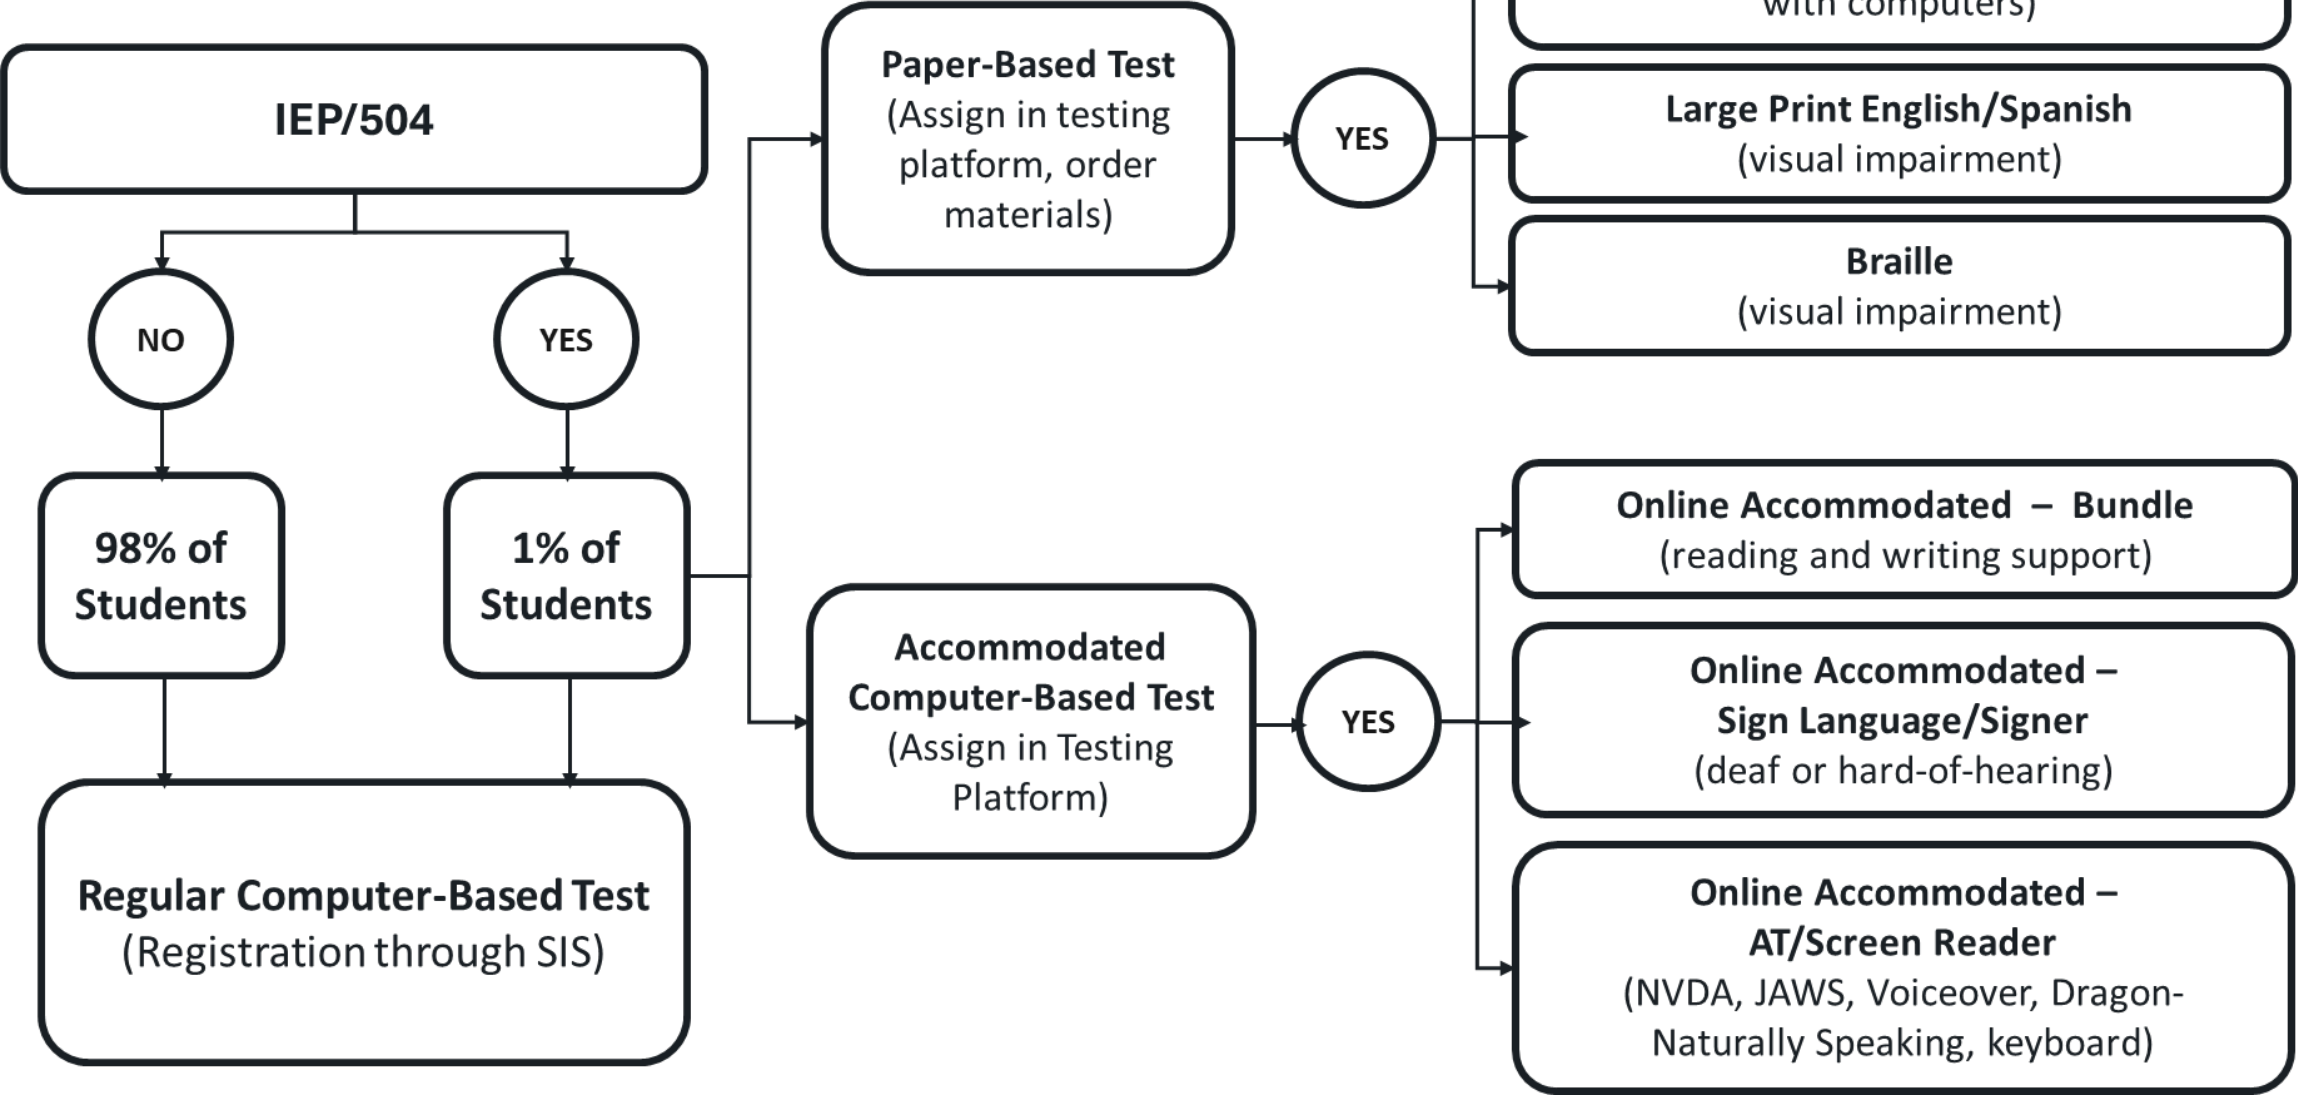 IEP/504
NO
YES
98% of
Students
1% of
Students
Regular Computer-Based Test
(Registration through SIS)
Paper-Based Test
(Assign in testing
platform, order
materials)
YES
with computers)
Large Print English/Spanish
(visual impairment)
Braille
(visual impairment)
Accommodated
Computer-Based Test
(Assign in Testing
Platform)
YES
Online Accommodated – Bundle
(reading and writing support)
Online Accommodated –
Sign Language/Signer
(deaf or hard-of-hearing)
Online Accommodated –
AT/Screen Reader
(NVDA, JAWS, Voiceover, Dragon-
Naturally Speaking, keyboard)